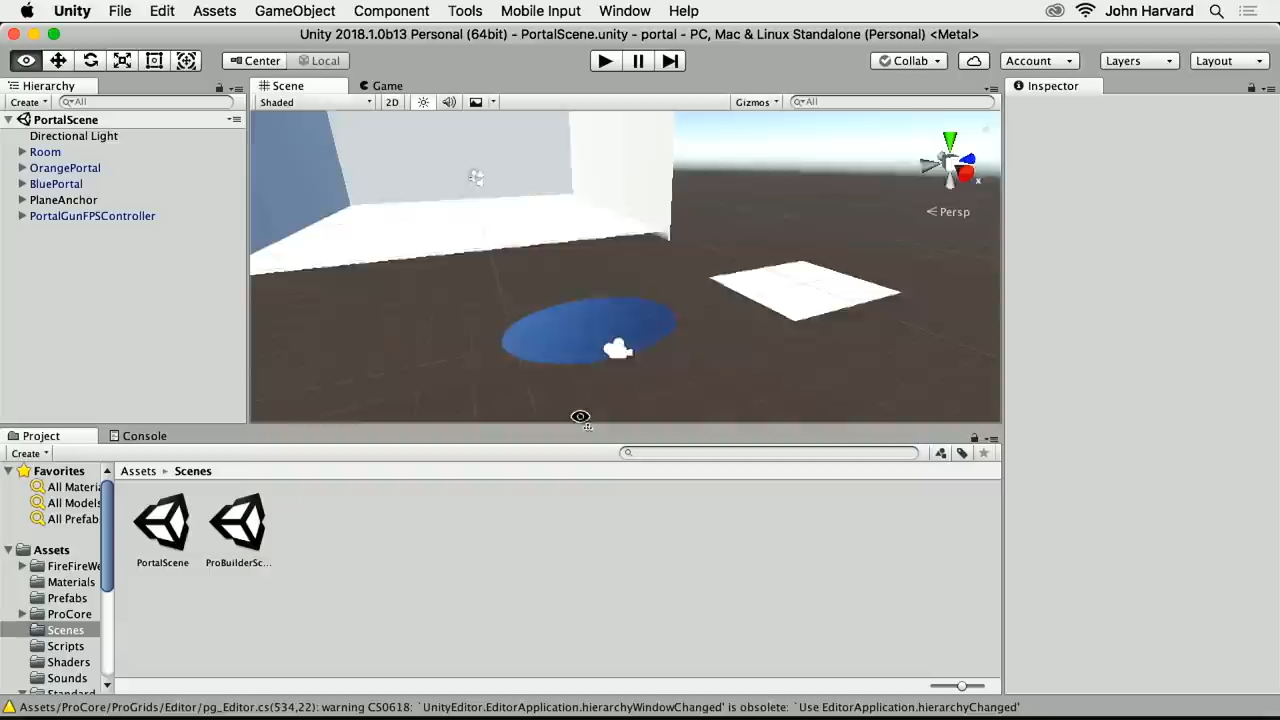 Unity File Edit Assets GameObject Component Tools Mobile Input Window Help John Harvard
Unity 2018.1.0b13 Personal (64bit) - PortalScene.unity - portal - PC, Mac & Linux Standalone (Personal) <Metal>
Center Local Collab Account Layers Layout
Hierarchy Scene Game Inspector
Create All Shaded 2D Gizmos All
PortalScene
Directional Light
Room
OrangePortal
BluePortal
PlaneAnchor
PortalGunFPSController
x
Persp
Project Console
Create
Favorites Assets Scenes
All Materia
All Models
All Prefab
Assets
FireFireWe
Materials
Prefabs
ProCore
Scenes
Scripts
Shaders
Sounds
Standard
PortalScene ProBuilderSc...
Assets/ProCore/ProGrids/Editor/pg_Editor.cs(534,22): warning CS0618: `UnityEditor.EditorApplication.hierarchyWindowChanged' is obsolete: `Use EditorApplication.hierarchyChanged'